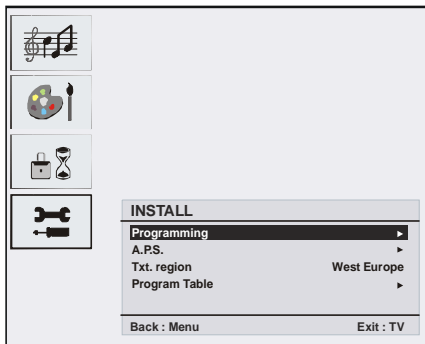 INSTALL
Programming ►
A.P.S. ►
Txt. region West Europe
Program Table ►
Back : Menu Exit : TV